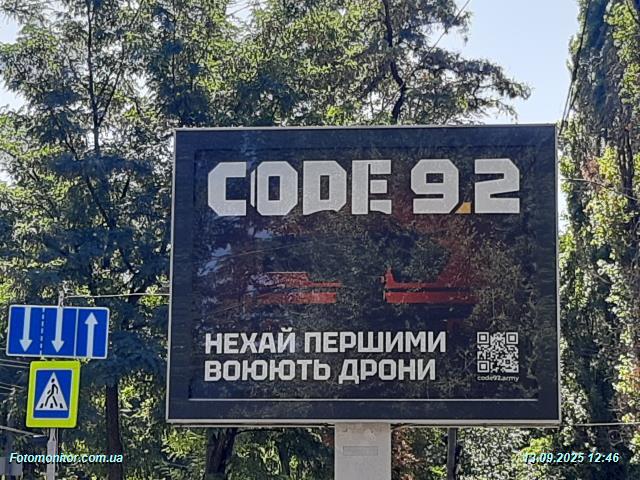 CODE 9.2
НЕХАЙ ПЕРШИМИ
ВОЮЮТЬ ДРОНИ
code92.army
Fotomonitor.com.ua
13.09.2025 12:46